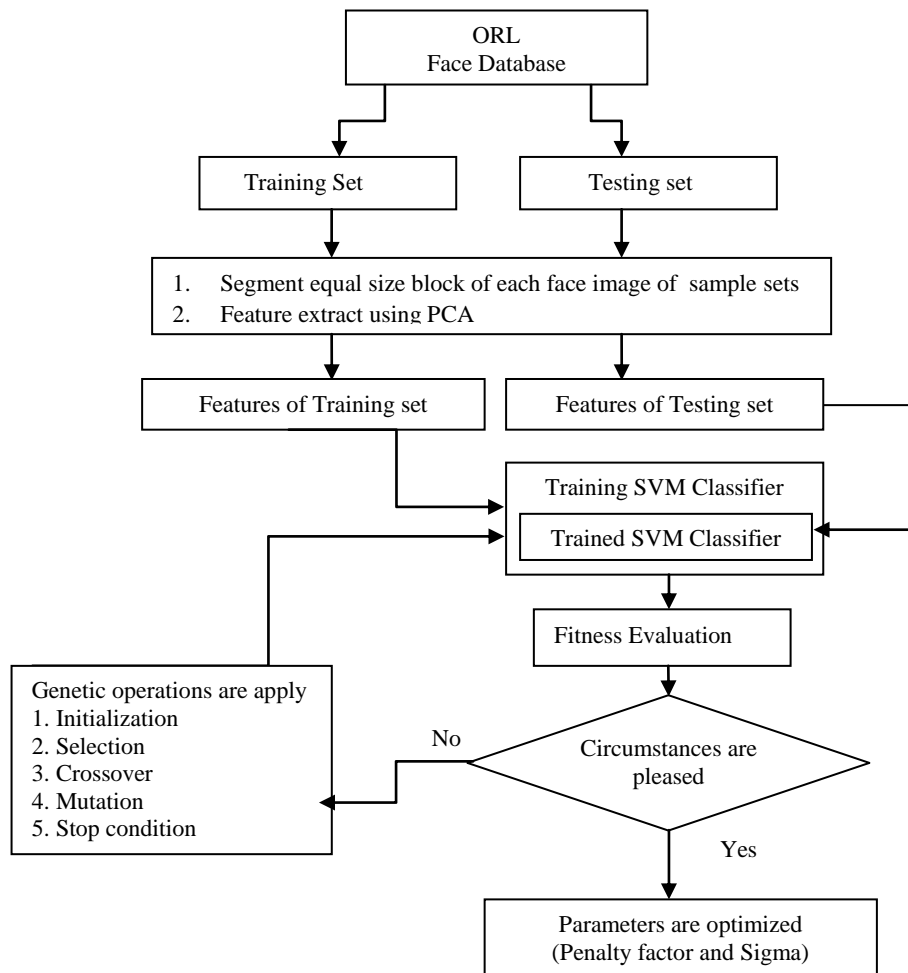 ORL
Face Database
Training Set
Testing set
1. Segment equal size block of each face image of sample sets
2. Feature extract using PCA
Features of Training set
Features of Testing set
Training SVM Classifier
Trained SVM Classifier
Fitness Evaluation
Genetic operations are apply
1. Initialization
2. Selection
3. Crossover
4. Mutation
5. Stop condition
No
Circumstances are
pleased
Yes
Parameters are optimized
(Penalty factor and Sigma)